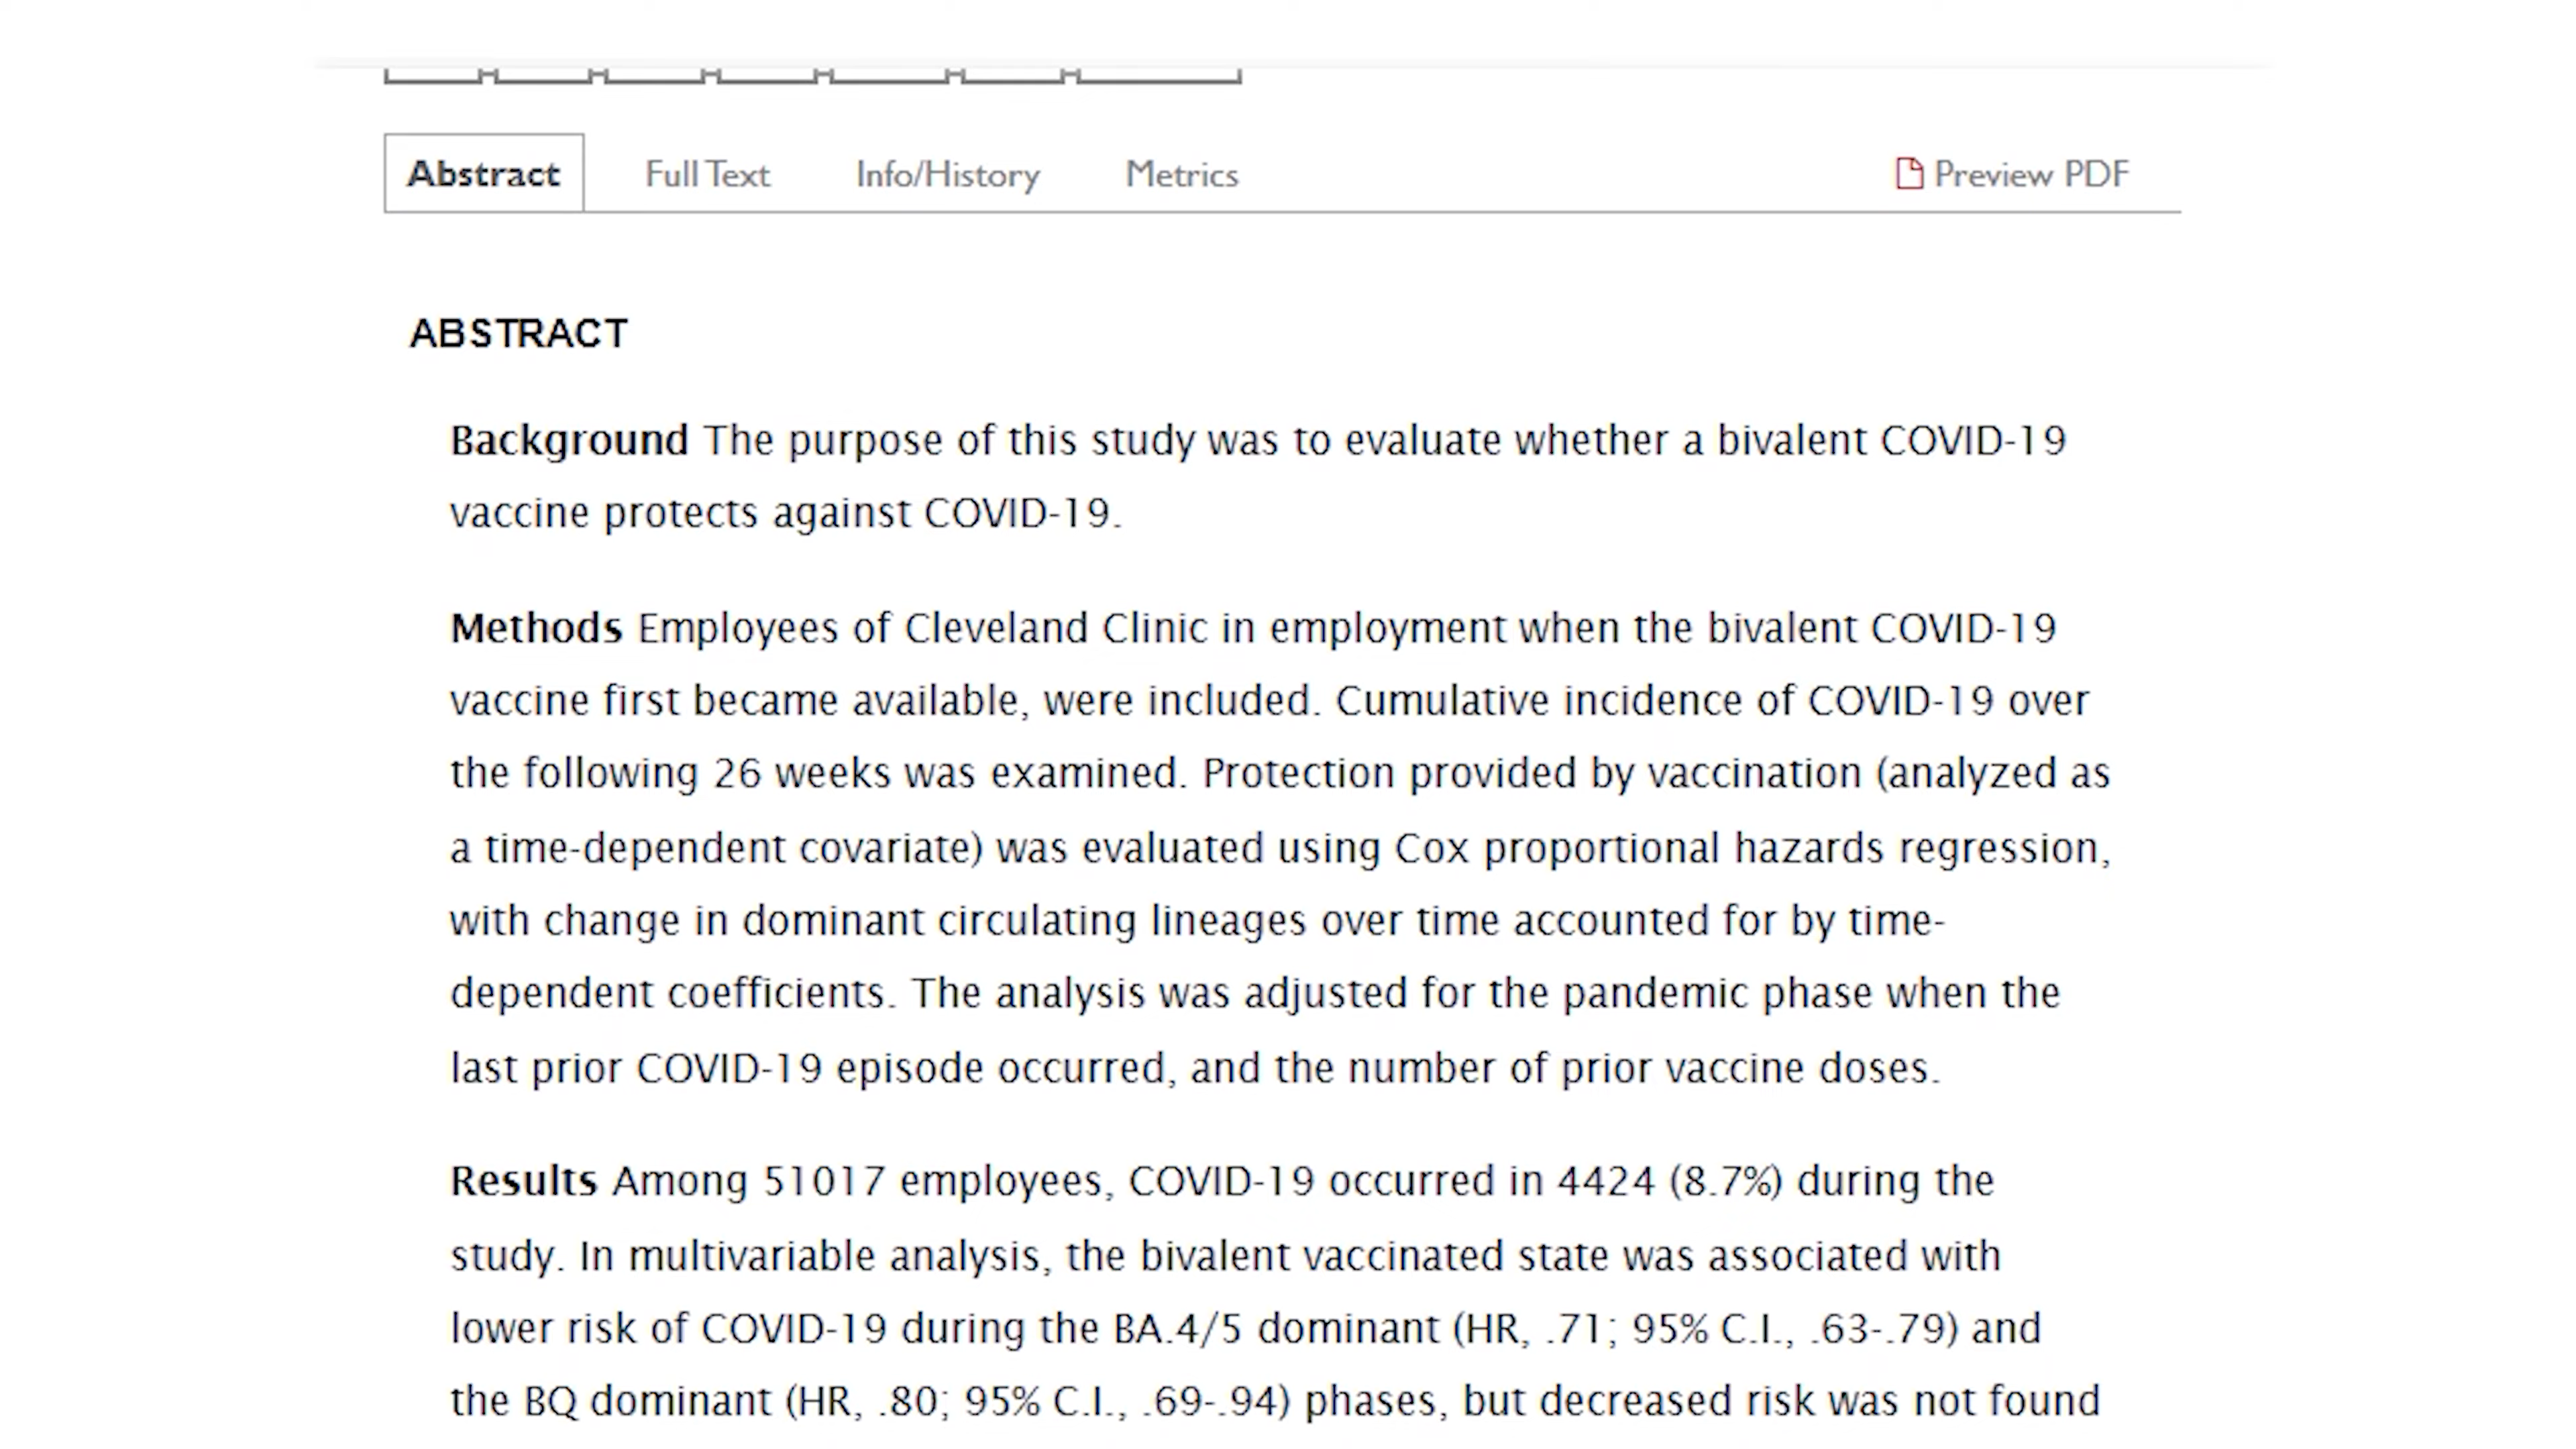 Abstract Full Text Info/History Metrics Preview PDF
ABSTRACT
Background The purpose of this study was to evaluate whether a bivalent COVID-19
vaccine protects against COVID-19.
Methods Employees of Cleveland Clinic in employment when the bivalent COVID-19
vaccine first became available, were included. Cumulative incidence of COVID-19 over
the following 26 weeks was examined. Protection provided by vaccination (analyzed as
a time-dependent covariate) was evaluated using Cox proportional hazards regression,
with change in dominant circulating lineages over time accounted for by time-
dependent coefficients. The analysis was adjusted for the pandemic phase when the
last prior COVID-19 episode occurred, and the number of prior vaccine doses.
Results Among 51017 employees, COVID-19 occurred in 4424 (8.7%) during the
study. In multivariable analysis, the bivalent vaccinated state was associated with
lower risk of COVID-19 during the BA.4/5 dominant (HR, .71; 95% C.I., .63-.79) and
the BQ dominant (HR, .80; 95% C.I., .69-.94) phases, but decreased risk was not found